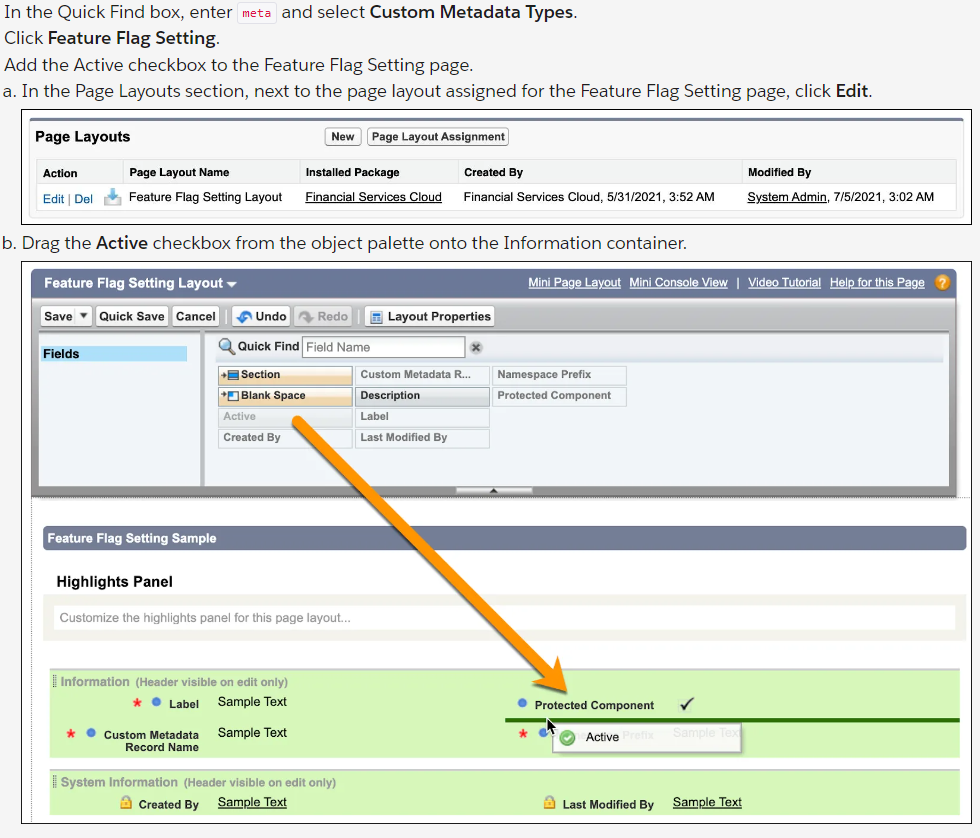 In the Quick Find box, enter meta and select Custom Metadata Types.
Click Feature Flag Setting.
Add the Active checkbox to the Feature Flag Setting page.
a. In the Page Layouts section, next to the page layout assigned for the Feature Flag Setting page, click Edit.
Page Layouts New Page Layout Assignment
Action Page Layout Name Installed Package Created By Modified By
Edit | Del Feature Flag Setting Layout Financial Services Cloud Financial Services Cloud, 5/31/2021, 3:52 AM System Admin, 7/5/2021, 3:02 AM
b. Drag the Active checkbox from the object palette onto the Information container.
Feature Flag Setting Layout Mini Page Layout Mini Console View | Video Tutorial Help for this Page ?
Save Quick Save Cancel Undo Redo Layout Properties
Fields Quick Find Field Name
Section Custom Metadata R... Namespace Prefix
Blank Space Description Protected Component
Active Label
Created By Last Modified By
Feature Flag Setting Sample
Highlights Panel
Customize the highlights panel for this page layout...
Information (Header visible on edit only)
* Label Sample Text Protected Component
* Custom Metadata Record Name Sample Text * Active Prefix Sample Text
System Information (Header visible on edit only)
Created By Sample Text Last Modified By Sample Text